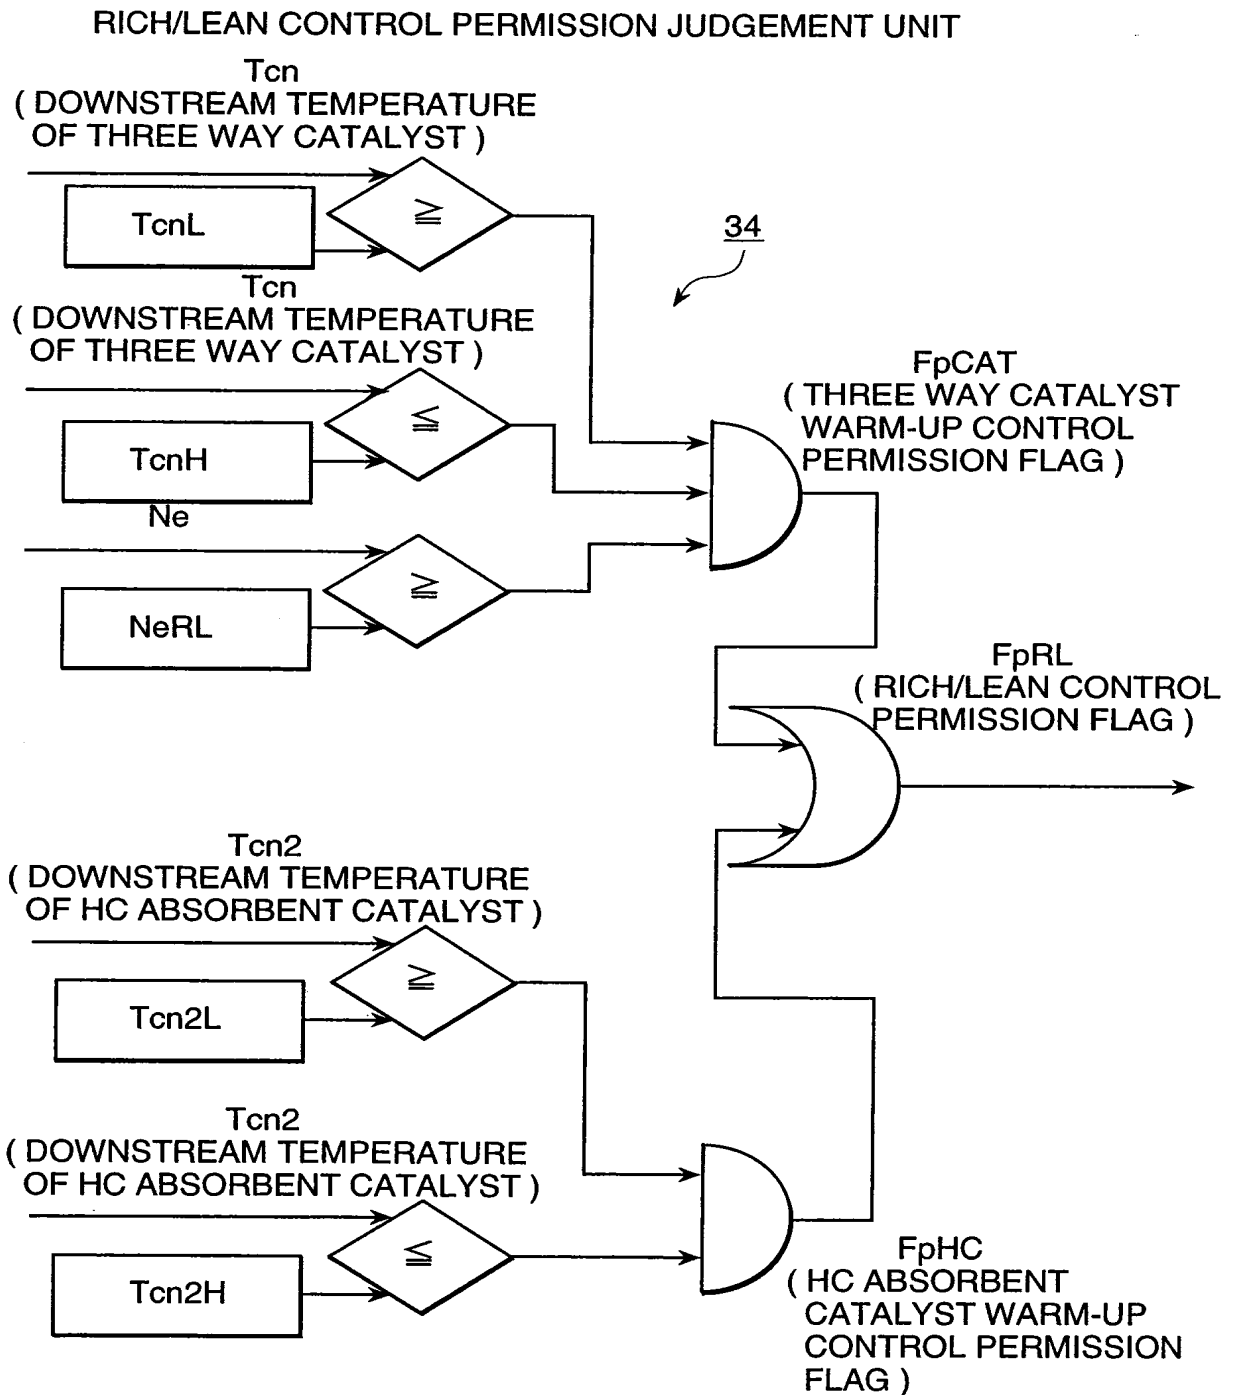 RICH/LEAN CONTROL PERMISSION JUDGEMENT UNIT
Tcn
( DOWNSTREAM TEMPERATURE
OF THREE WAY CATALYST )
TcnL
≧
34
Tcn
( DOWNSTREAM TEMPERATURE
OF THREE WAY CATALYST )
TcnH
≦
FpCAT
( THREE WAY CATALYST
WARM-UP CONTROL
PERMISSION FLAG )
Ne
NeRL
≧
FpRL
( RICH/LEAN CONTROL
PERMISSION FLAG )
Tcn2
( DOWNSTREAM TEMPERATURE
OF HC ABSORBENT CATALYST )
Tcn2L
≧
Tcn2
( DOWNSTREAM TEMPERATURE
OF HC ABSORBENT CATALYST )
Tcn2H
≦
FpHC
( HC ABSORBENT
CATALYST WARM-UP
CONTROL PERMISSION
FLAG )